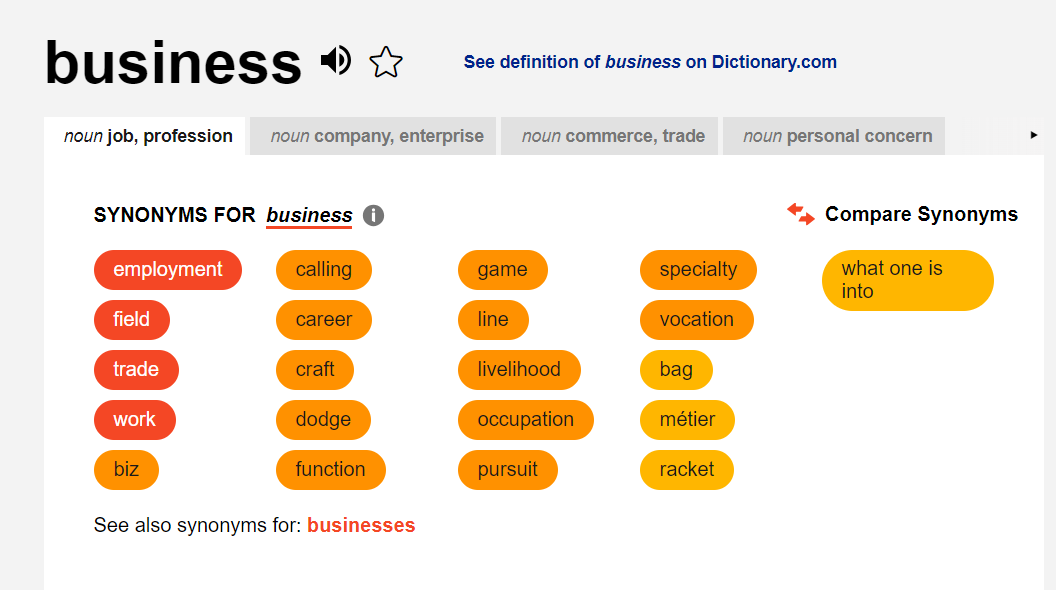 business
See definition of business on Dictionary.com
noun job, profession
noun company, enterprise
noun commerce, trade
noun personal concern
SYNONYMS FOR business
Compare Synonyms
employment
field
trade
work
biz
calling
career
craft
dodge
function
game
line
livelihood
occupation
pursuit
specialty
vocation
bag
métier
racket
what one is
into
See also synonyms for: businesses